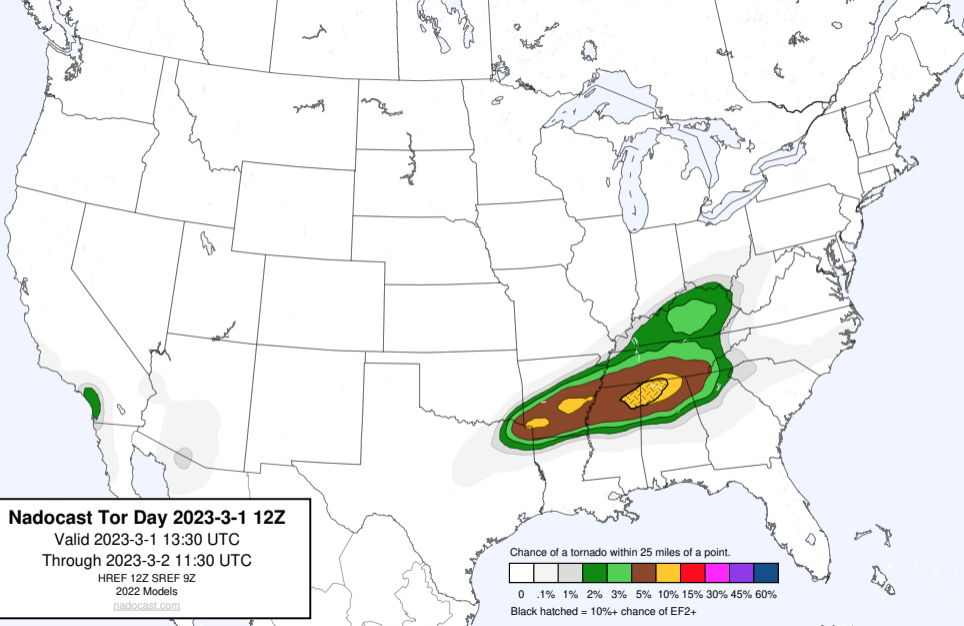 Nadocast Tor Day 2023-3-1 12Z
Valid 2023-3-1 13:30 UTC
Through 2023-3-2 11:30 UTC
HREF 12Z SREF 9Z
2022 Models
nadocast.com
Chance of a tornado within 25 miles of a point.
0 .1% 1% 2% 3% 5% 10% 15% 30% 45% 60%
Black hatched = 10%+ chance of EF2+